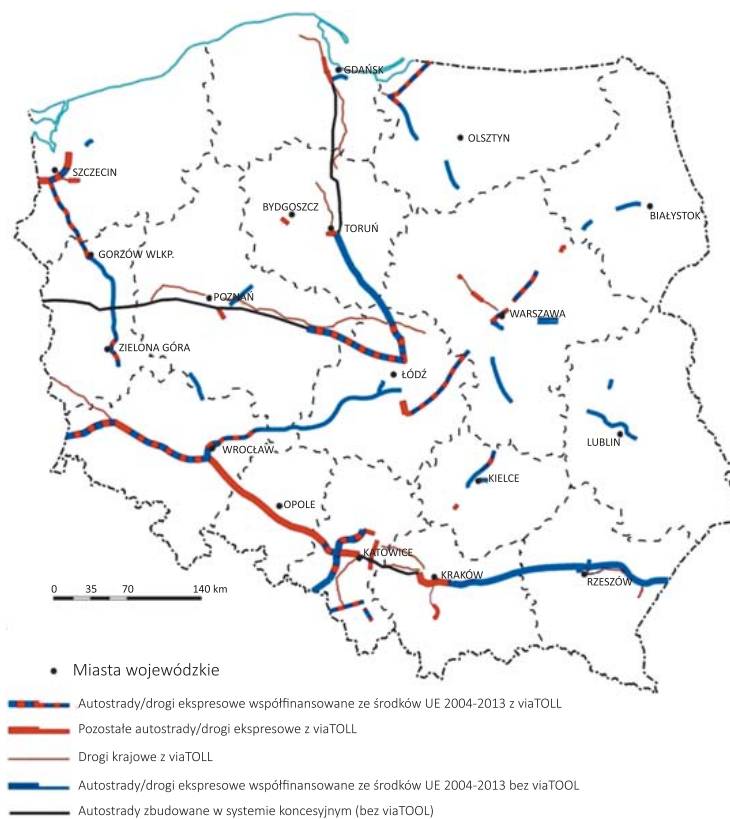 GDAŃSK
OLSZTYN
SZCZECIN
BYDGOSZCZ
BIAŁYSTOK
TORUŃ
GORZÓW WLKP.
POZNAŃ
WARSZAWA
ZIELONA GÓRA
ŁÓDŹ
LUBLIN
WROCŁAW
KIELCE
OPOLE
KATOWICE
KRAKÓW
RZESZÓW
0 35 70 140 km
Miasta wojewódzkie
Autostrady/drogi ekspresowe współfinansowane ze środków UE 2004-2013 z viaTOLL
Pozostałe autostrady/drogi ekspresowe z viaTOLL
Drogi krajowe z viaTOLL
Autostrady/drogi ekspresowe współfinansowane ze środków UE 2004-2013 bez viaTOOL
Autostrady zbudowane w systemie koncesyjnym (bez viaTOOL)